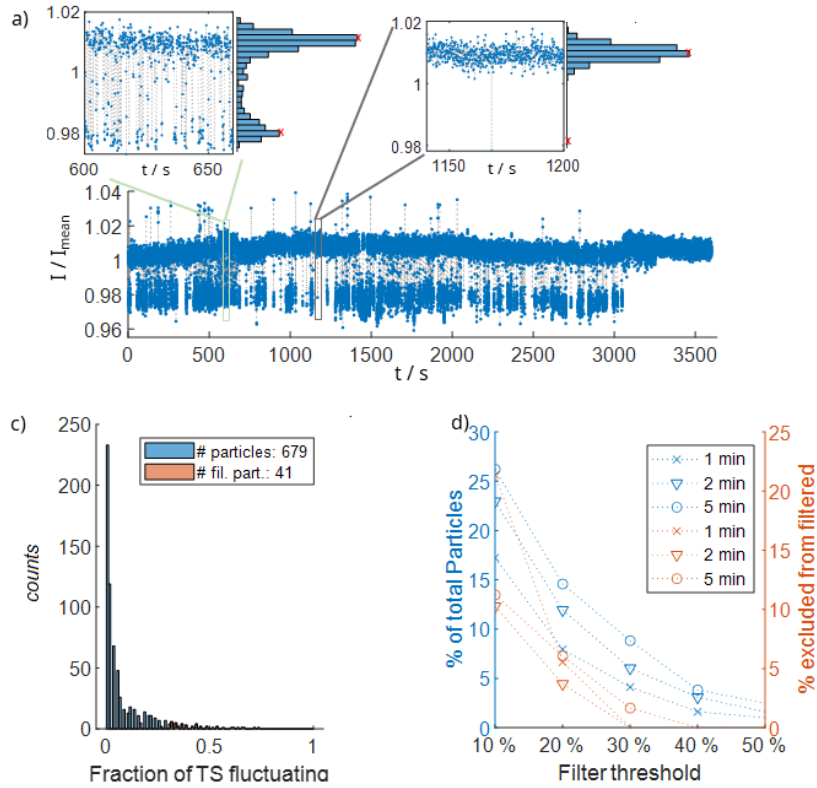 a)
1.02
1
0.98
600
t / s
650
1.02
1
0.98
1150
t / s
1200
1.04
1.02
1
0.98
0.96
I / Imean
0
500
1000
1500
2000
2500
3000
3500
t / s
c)
250
200
150
100
50
0
counts
# particles: 679
# fil. part.: 41
0
0.5
1
Fraction of TS fluctuating
d)
30
25
20
15
10
5
0
% of total Particles
1 min
2 min
5 min
1 min
2 min
5 min
25
20
15
10
5
0
% excluded from filtered
10 %
20 %
30 %
40 %
50 %
Filter threshold